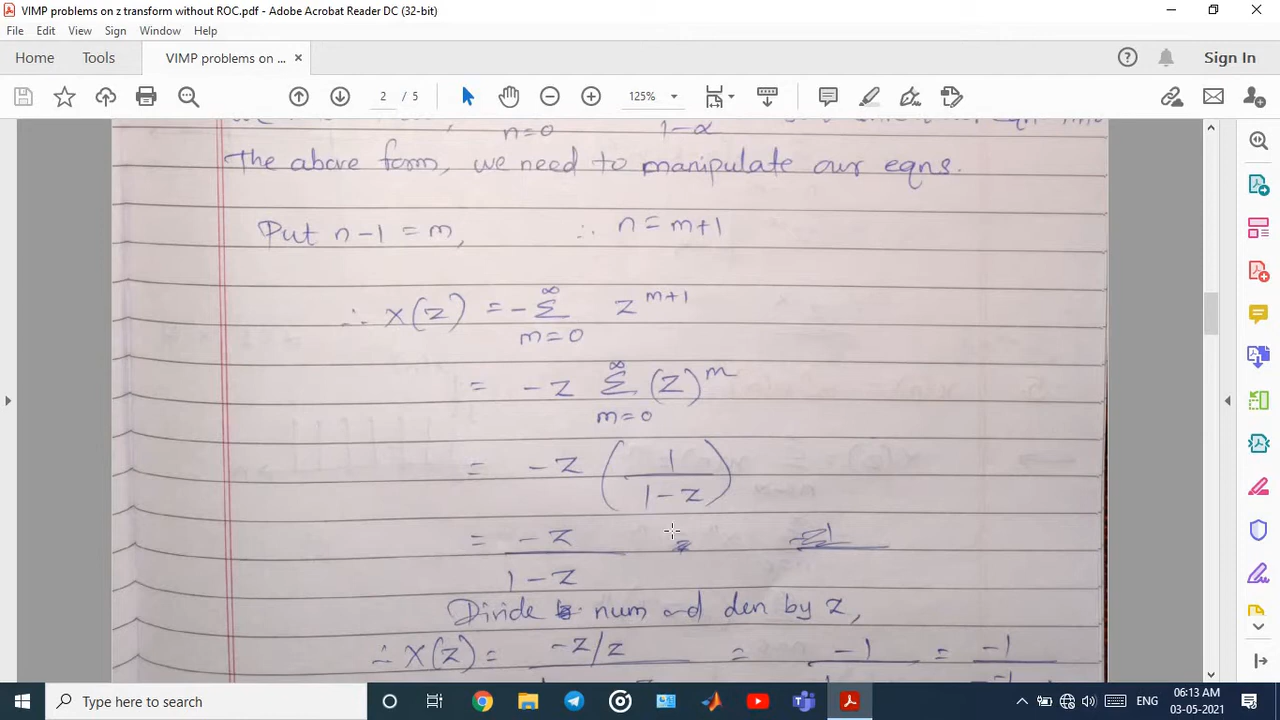 VIMP problems on z transform without ROC.pdf - Adobe Acrobat Reader DC (32-bit)
File Edit View Sign Window Help
Home Tools VIMP problems on ... × Sign In
2 / 5 125%
n=0 1-α
The above form, we need to manipulate our eqns.
Put n-1 = m, ∴ n = m+1
∴ X(z) = - ∑ z^{m+1}
∞
m=0
= -z ∑ (z)^m
∞
m=0
= -z ( 1 / 1-z )
= -z / 1-z
Divide num and den by z,
∴ X(z) = -z/z = -1 = -1
Type here to search
ENG 06:13 AM
03-05-2021